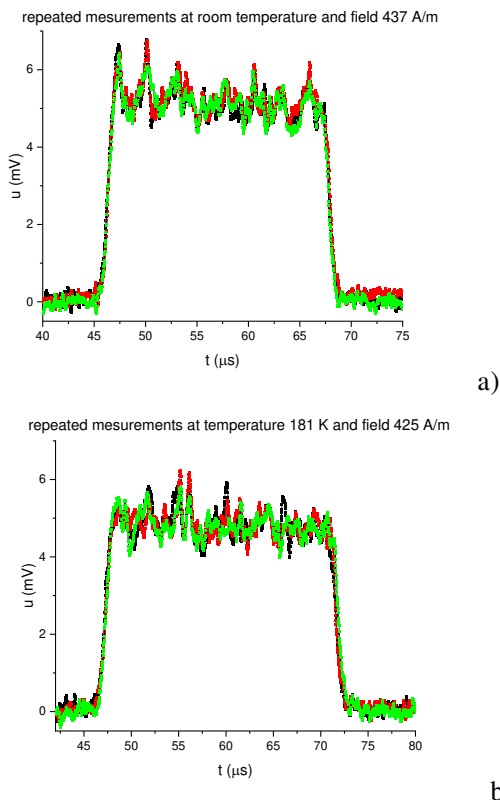 repeated mesurements at room temperature and field 437 A/m
6
4
2
0
u (mV)
40 45 50 55 60 65 70 75
t (μs)
a)
repeated mesurements at temperature 181 K and field 425 A/m
6
4
2
0
u (mV)
45 50 55 60 65 70 75 80
t (μs)
b